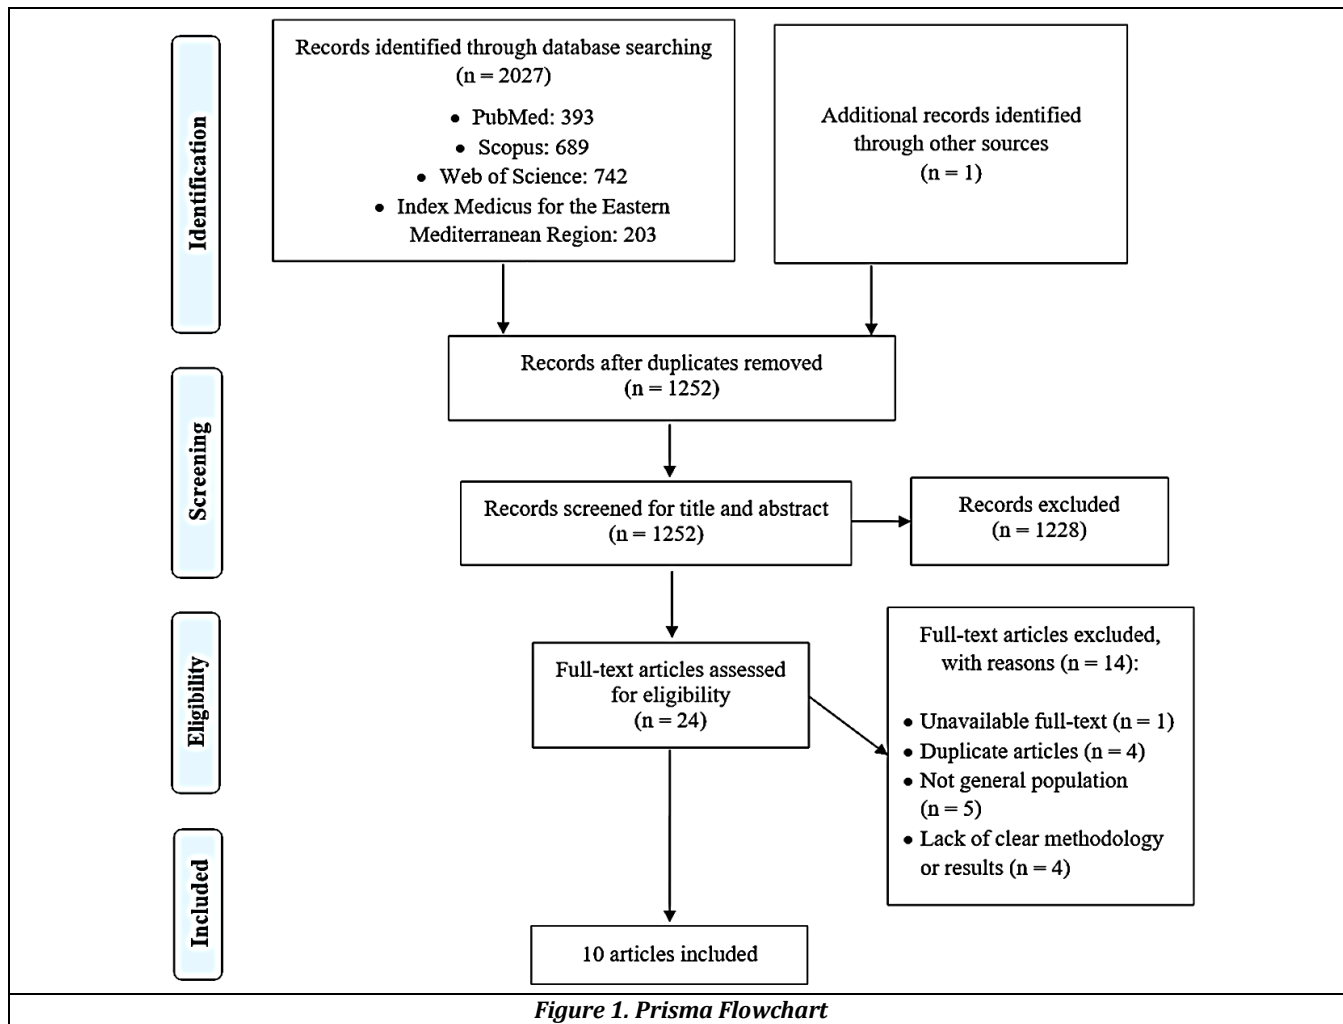 Identification
Records identified through database searching
(n = 2027)
• PubMed: 393
• Scopus: 689
• Web of Science: 742
• Index Medicus for the Eastern
Mediterranean Region: 203
Additional records identified
through other sources
(n = 1)
Records after duplicates removed
(n = 1252)
Screening
Records screened for title and abstract
(n = 1252)
Records excluded
(n = 1228)
Eligibility
Full-text articles assessed
for eligibility
(n = 24)
Full-text articles excluded,
with reasons (n = 14):
• Unavailable full-text (n = 1)
• Duplicate articles (n = 4)
• Not general population
(n = 5)
• Lack of clear methodology
or results (n = 4)
Included
10 articles included
Figure 1. Prisma Flowchart